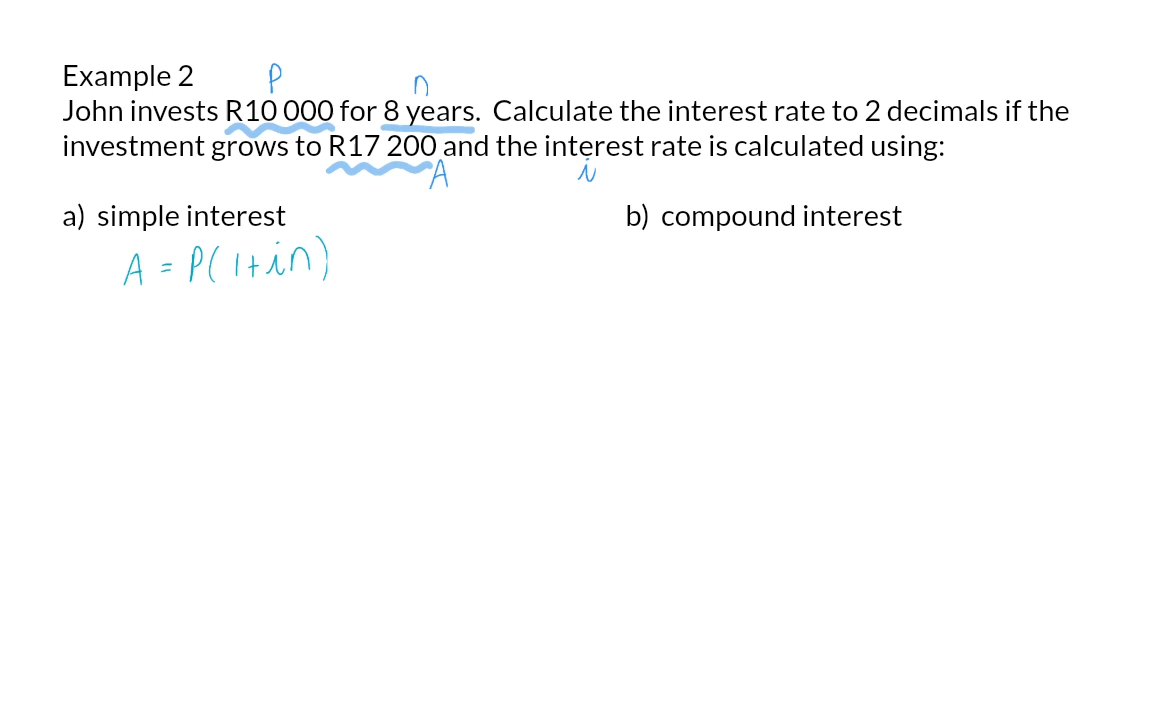 Example 2
P n
John invests R10 000 for 8 years. Calculate the interest rate to 2 decimals if the
investment grows to R17 200 and the interest rate is calculated using:
A i
a) simple interest b) compound interest
A = P(1+in)